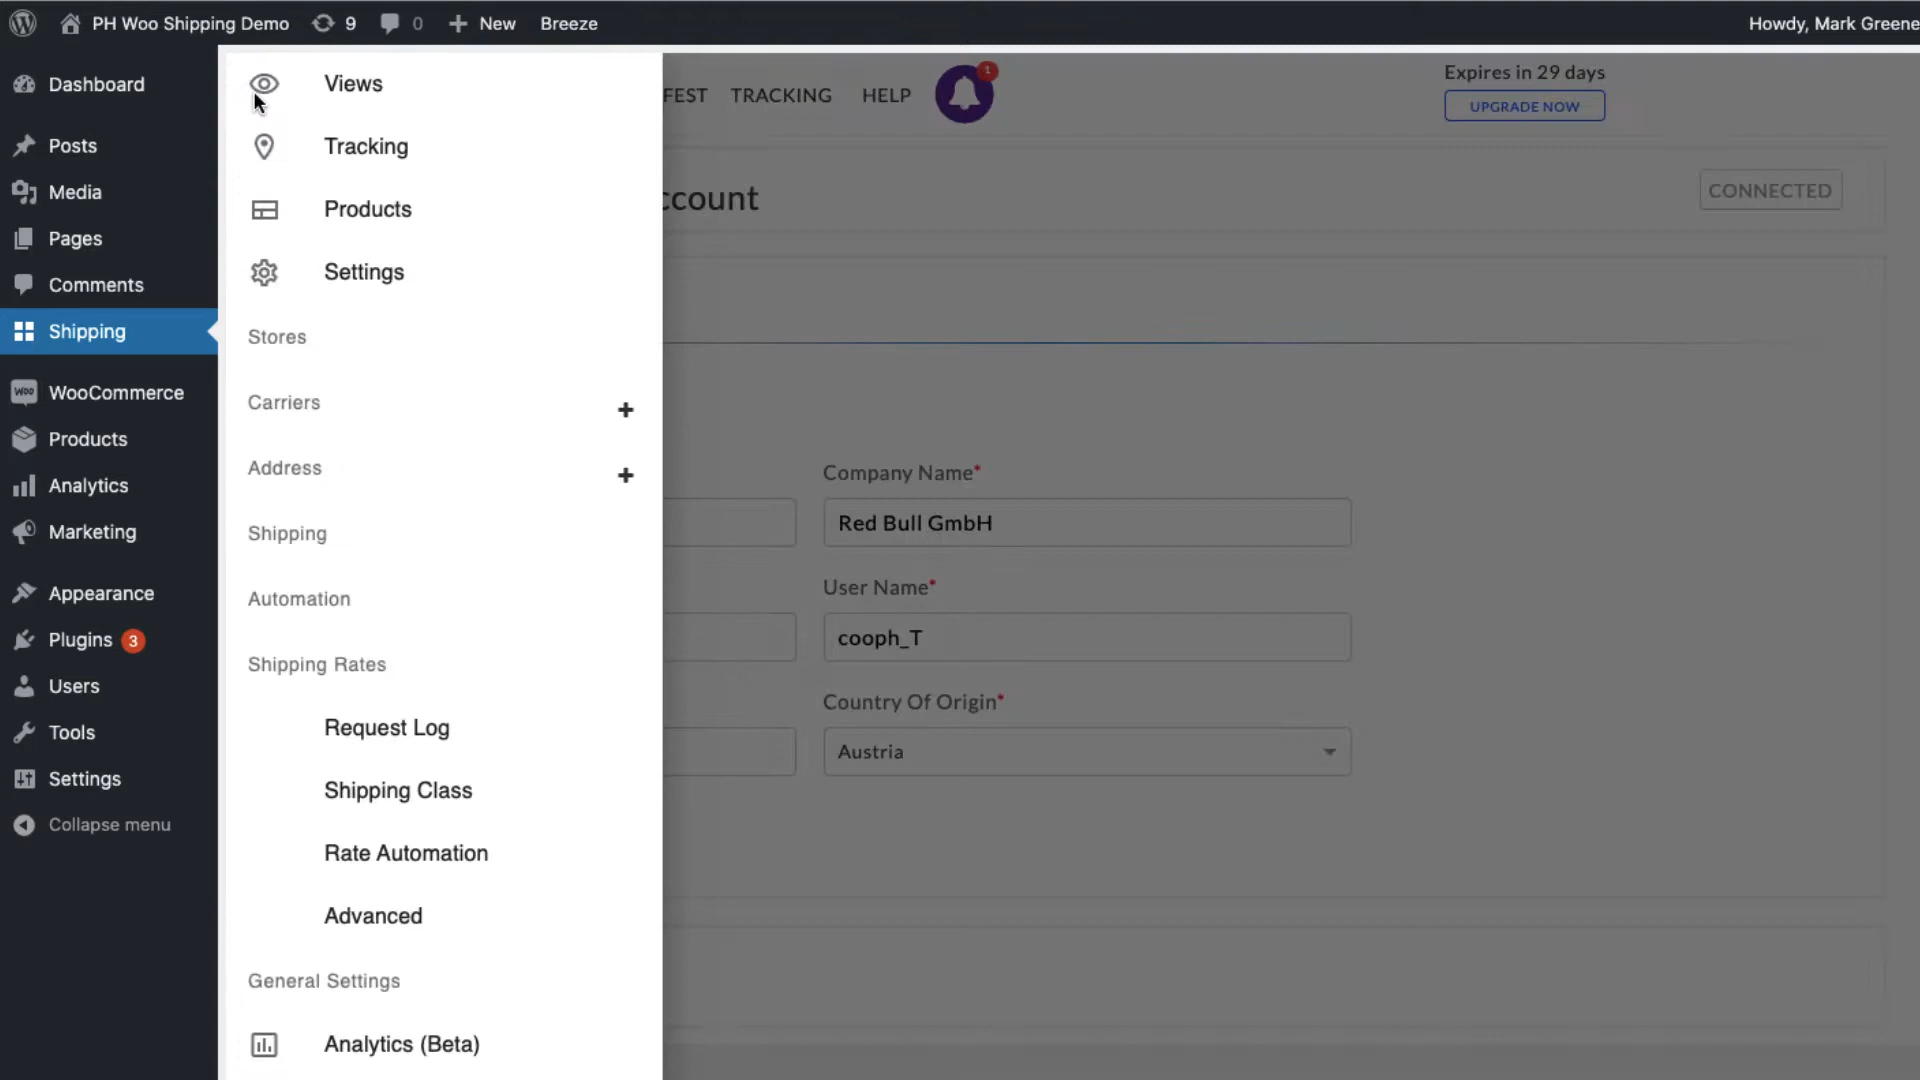 PH Woo Shipping Demo 9 0 New Breeze Howdy, Mark Greene
Dashboard
Posts
Media
Pages
Comments
Shipping
WooCommerce
Products
Analytics
Marketing
Appearance
Plugins 3
Users
Tools
Settings
Collapse menu
Views
Tracking
Products
Settings
Stores
Carriers +
Address +
Shipping
Automation
Shipping Rates
Request Log
Shipping Class
Rate Automation
Advanced
General Settings
Analytics (Beta)
FEST TRACKING HELP 1
Expires in 29 days
UPGRADE NOW
ccount
CONNECTED
Company Name*
Red Bull GmbH
User Name*
cooph_T
Country Of Origin*
Austria